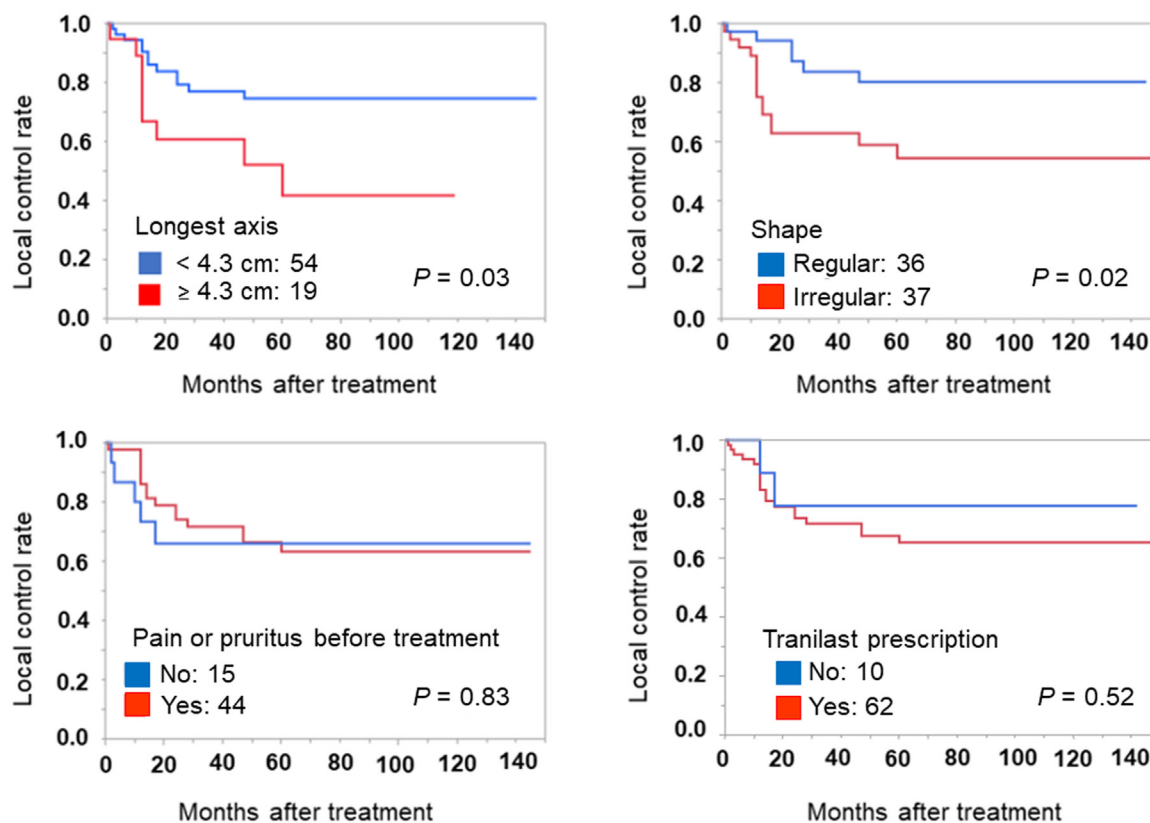 Local control rate
1.0
0.8
0.6
0.4
0.2
0.0
Longest axis
< 4.3 cm: 54
≥ 4.3 cm: 19
P = 0.03
0 20 40 60 80 100 120 140
Months after treatment
Local control rate
1.0
0.8
0.6
0.4
0.2
0.0
Shape
Regular: 36
Irregular: 37
P = 0.02
0 20 40 60 80 100 120 140
Months after treatment
Local control rate
1.0
0.8
0.6
0.4
0.2
0.0
Pain or pruritus before treatment
No: 15
Yes: 44
P = 0.83
0 20 40 60 80 100 120 140
Months after treatment
Local control rate
1.0
0.8
0.6
0.4
0.2
0.0
Tranilast prescription
No: 10
Yes: 62
P = 0.52
0 20 40 60 80 100 120 140
Months after treatment